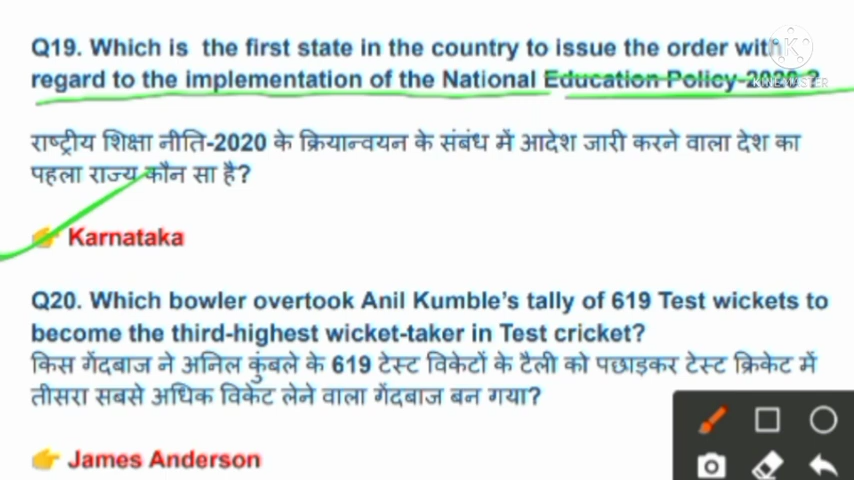 Q19. Which is the first state in the country to issue the order with
regard to the implementation of the National Education Policy-2020 ?
KINEMASTER
राष्ट्रीय शिक्षा नीति-2020 के क्रियान्वयन के संबंध में आदेश जारी करने वाला देश का
पहला राज्य कौन सा है?
Karnataka
Q20. Which bowler overtook Anil Kumble's tally of 619 Test wickets to
become the third-highest wicket-taker in Test cricket?
किस गेंदबाज ने अनिल कुंबले के 619 टेस्ट विकेटों के टैली को पछाड़कर टेस्ट क्रिकेट में
तीसरा सबसे अधिक विकेट लेने वाला गेंदबाज बन गया?
James Anderson